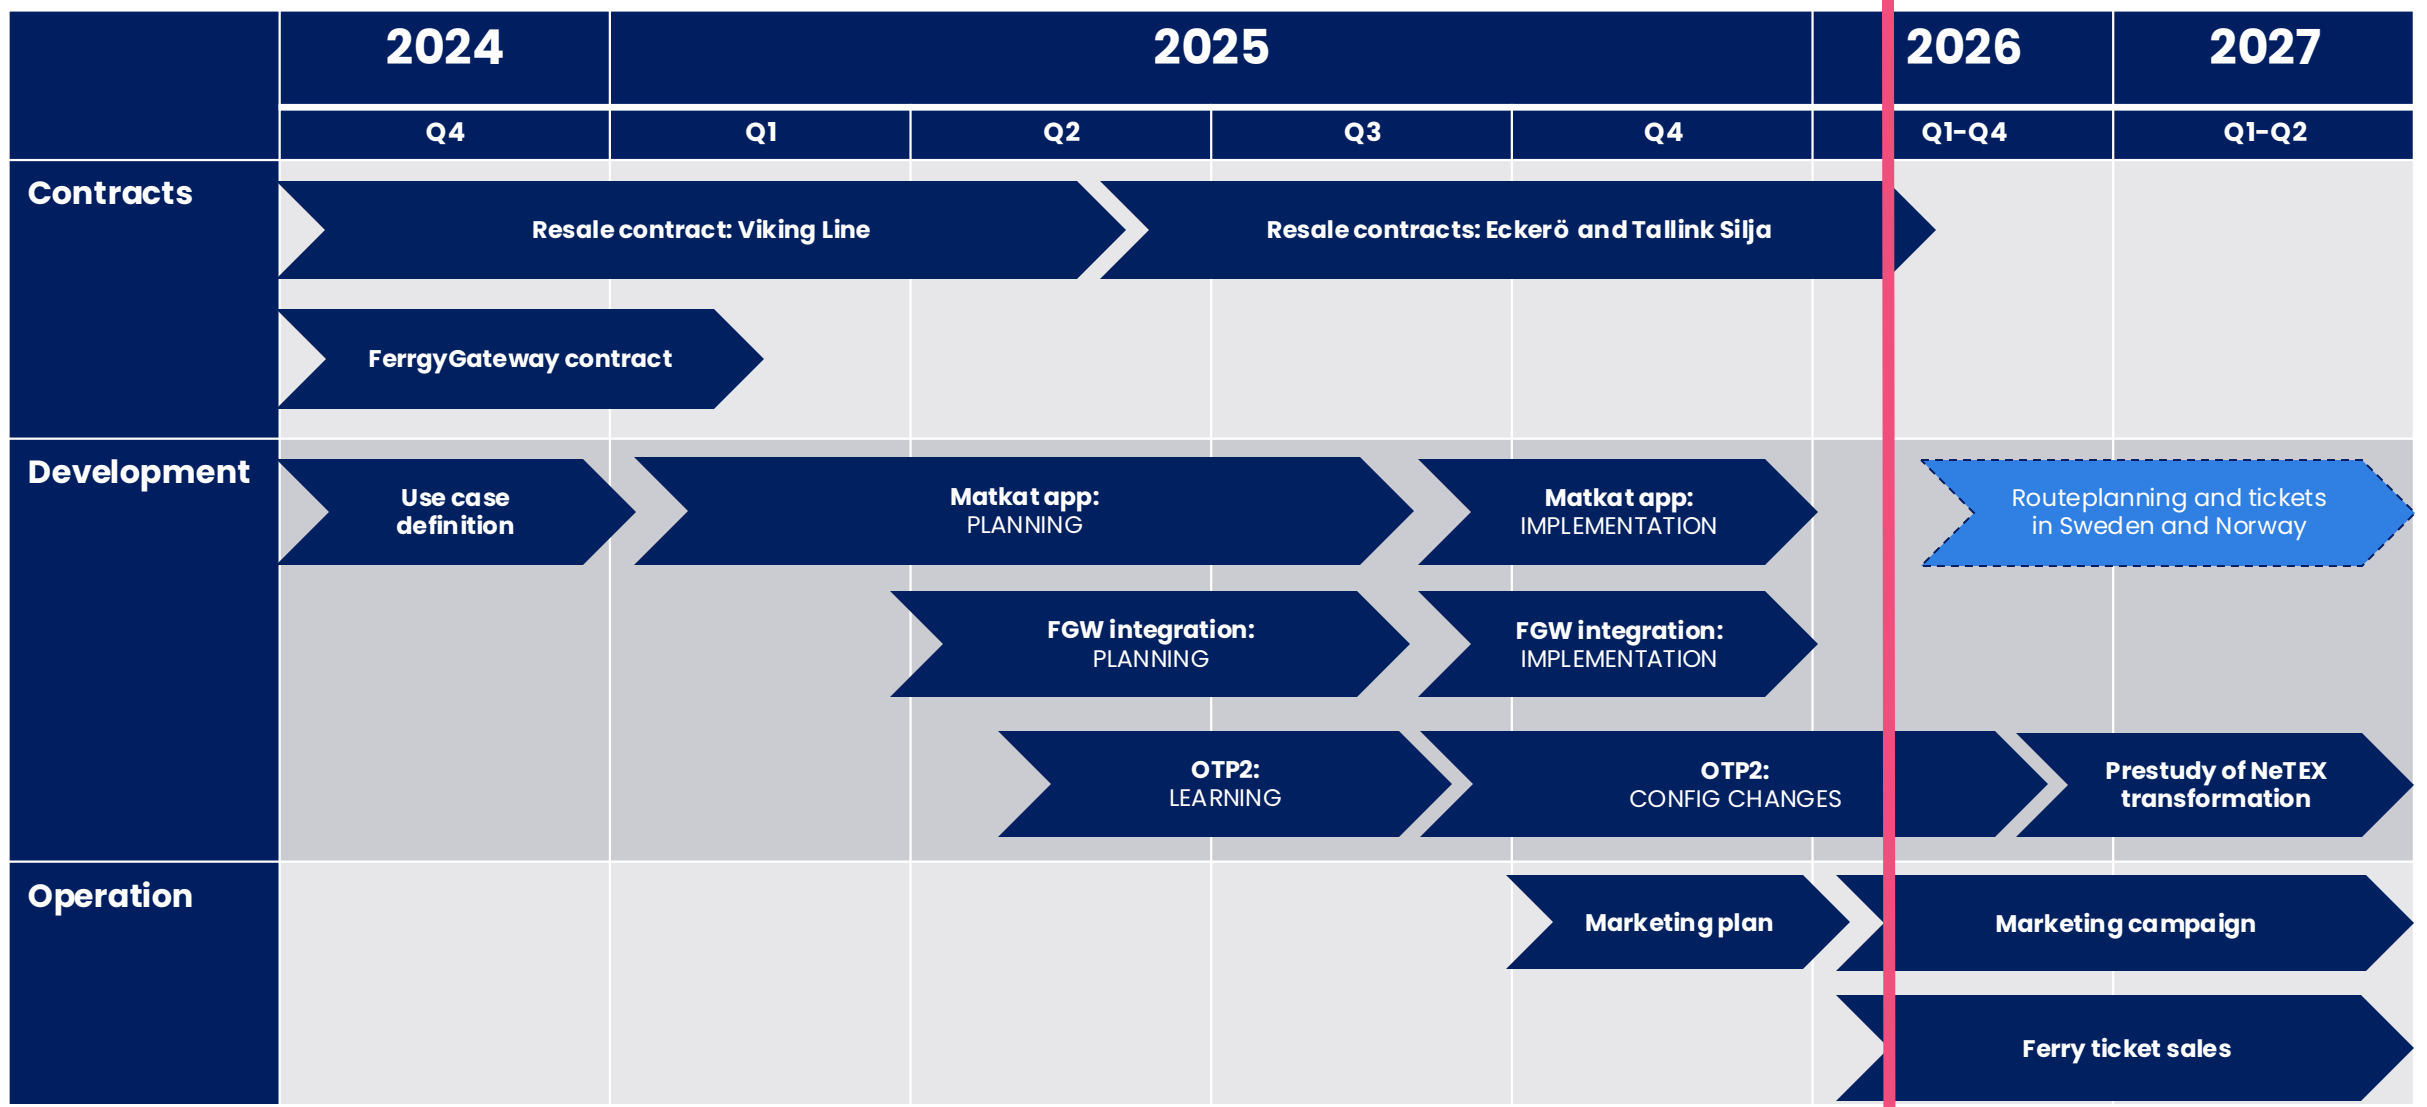 2024
2025
2026
2027
Q4
Q1
Q2
Q3
Q4
Q1-Q4
Q1-Q2
Contracts
Resale contract: Viking Line
Resale contracts: Eckerö and Tallink Silja
FerrgyGateway contract
Development
Use case
definition
Matkat app:
PLANNING
Matkat app:
IMPLEMENTATION
Routeplanning and tickets
in Sweden and Norway
FGW integration:
PLANNING
FGW integration:
IMPLEMENTATION
OTP2:
LEARNING
OTP2:
CONFIG CHANGES
Prestudy of NeTEX
transformation
Operation
Marketing plan
Marketing campaign
Ferry ticket sales